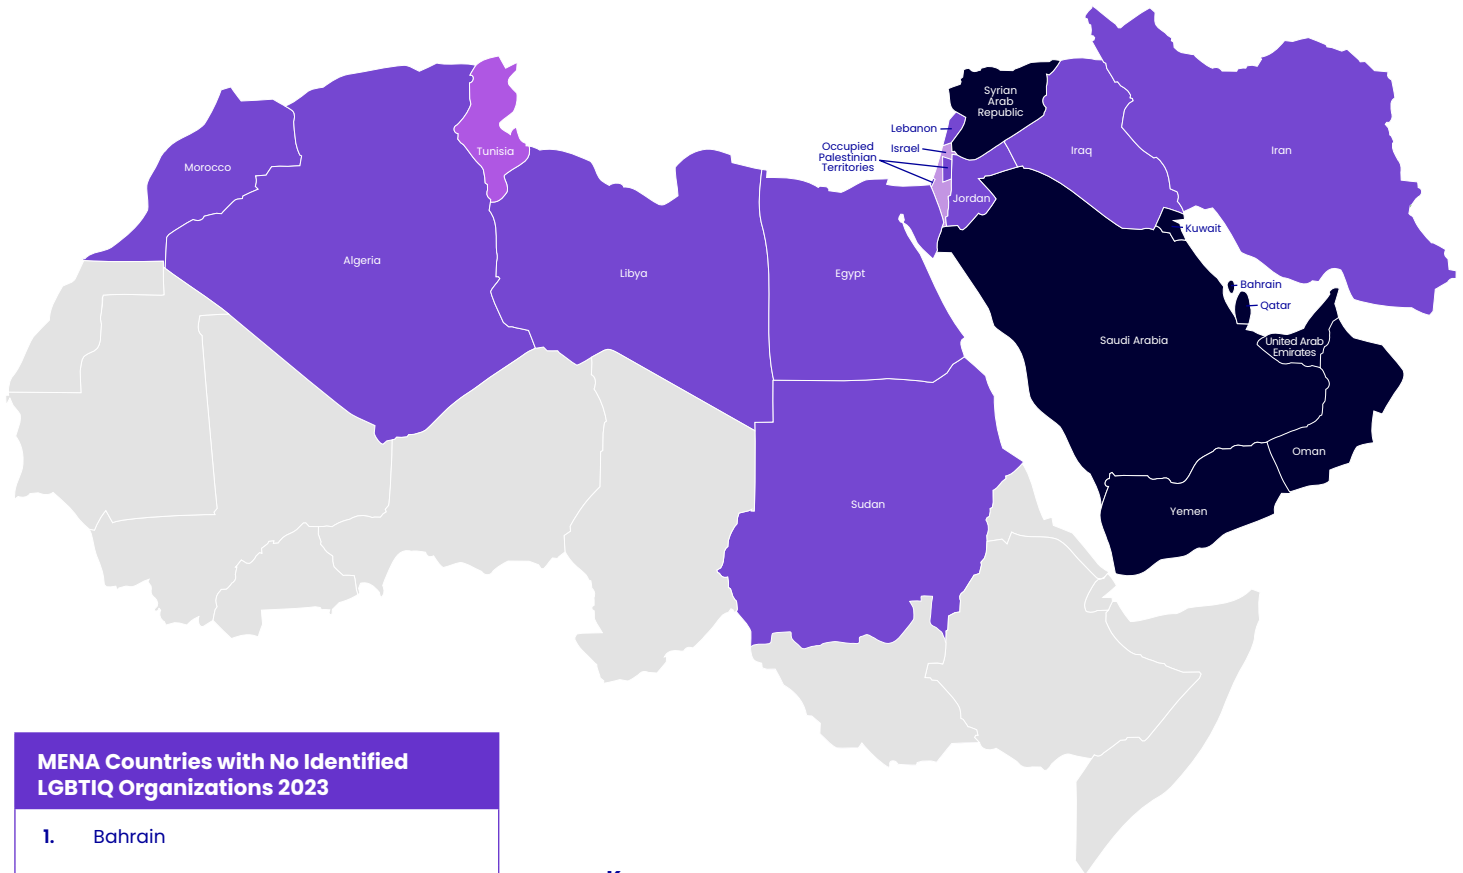 Syrian
Arab
Republic
Lebanon
Israel
Occupied
Palestinian
Territories
Tunisia
Morocco
Iraq
Iran
Jordan
Kuwait
Algeria
Libya
Egypt
Bahrain
Qatar
Saudi Arabia
United Arab
Emirates
Oman
Sudan
Yemen
MENA Countries with No Identified
LGBTIQ Organizations 2023
1. Bahrain